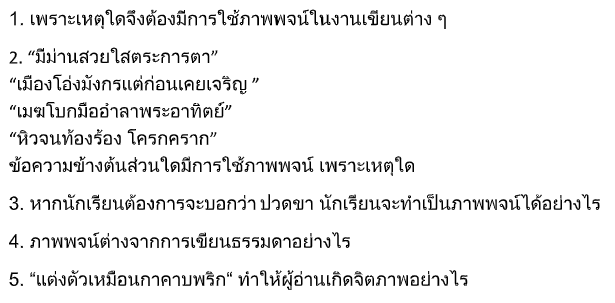 1. เพราะเหตุใดจึงต้องมีการใช้ภาพพจน์ในงานเขียนต่าง ๆ
2. “มีม่านสวยใสตระการตา”
“เมืองโอ่งมังกรแต่ก่อนเคยเจริญ ”
“เมฆโบกมืออำลาพระอาทิตย์”
“หิวจนท้องร้อง โครกคราก”
ข้อความข้างต้นส่วนใดมีการใช้ภาพพจน์ เพราะเหตุใด
3. หากนักเรียนต้องการจะบอกว่า ปวดขา นักเรียนจะทำเป็นภาพพจน์ได้อย่างไร
4. ภาพพจน์ต่างจากการเขียนธรรมดาอย่างไร
5. “แต่งตัวเหมือนกาคาบพริก“ ทำให้ผู้อ่านเกิดจิตภาพอย่างไร